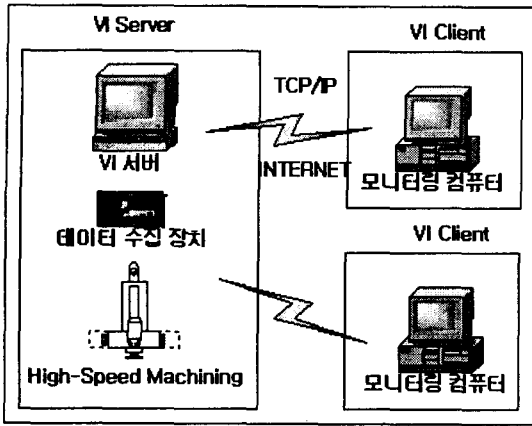 VI Server
VI 서버
데이터 수집 장치
High-Speed Machining
TCP/IP
INTERNET
VI Client
모니터링 컴퓨터
VI Client
모니터링 컴퓨터